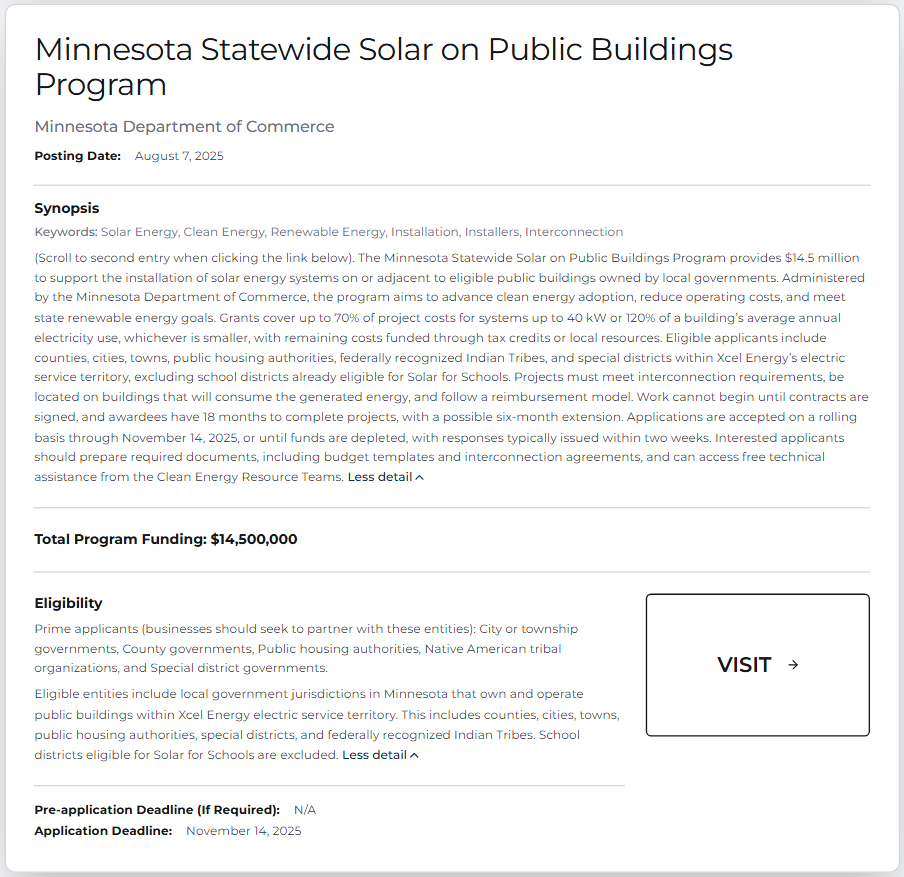 Minnesota Statewide Solar on Public Buildings
Program
Minnesota Department of Commerce
Posting Date: August 7, 2025
Synopsis
Keywords: Solar Energy, Clean Energy, Renewable Energy, Installation, Installers, Interconnection
(Scroll to second entry when clicking the link below). The Minnesota Statewide Solar on Public Buildings Program provides $14.5 million
to support the installation of solar energy systems on or adjacent to eligible public buildings owned by local governments. Administered
by the Minnesota Department of Commerce, the program aims to advance clean energy adoption, reduce operating costs, and meet
state renewable energy goals. Grants cover up to 70% of project costs for systems up to 40 kW or 120% of a building's average annual
electricity use, whichever is smaller, with remaining costs funded through tax credits or local resources. Eligible applicants include
counties, cities, towns, public housing authorities, federally recognized Indian Tribes, and special districts within Xcel Energy's electric
service territory, excluding school districts already eligible for Solar for Schools. Projects must meet interconnection requirements, be
located on buildings that will consume the generated energy, and follow a reimbursement model. Work cannot begin until contracts are
signed, and awardees have 18 months to complete projects, with a possible six-month extension. Applications are accepted on a rolling
basis through November 14, 2025, or until funds are depleted, with responses typically issued within two weeks. Interested applicants
should prepare required documents, including budget templates and interconnection agreements, and can access free technical
assistance from the Clean Energy Resource Teams. Less detail
Total Program Funding: $14,500,000
Eligibility
Prime applicants (businesses should seek to partner with these entities): City or township
governments, County governments, Public housing authorities, Native American tribal
organizations, and Special district governments.
Eligible entities include local government jurisdictions in Minnesota that own and operate
public buildings within Xcel Energy electric service territory. This includes counties, cities, towns,
public housing authorities, special districts, and federally recognized Indian Tribes. School
districts eligible for Solar for Schools are excluded. Less detail
VISIT →
Pre-application Deadline (If Required): N/A
Application Deadline: November 14, 2025